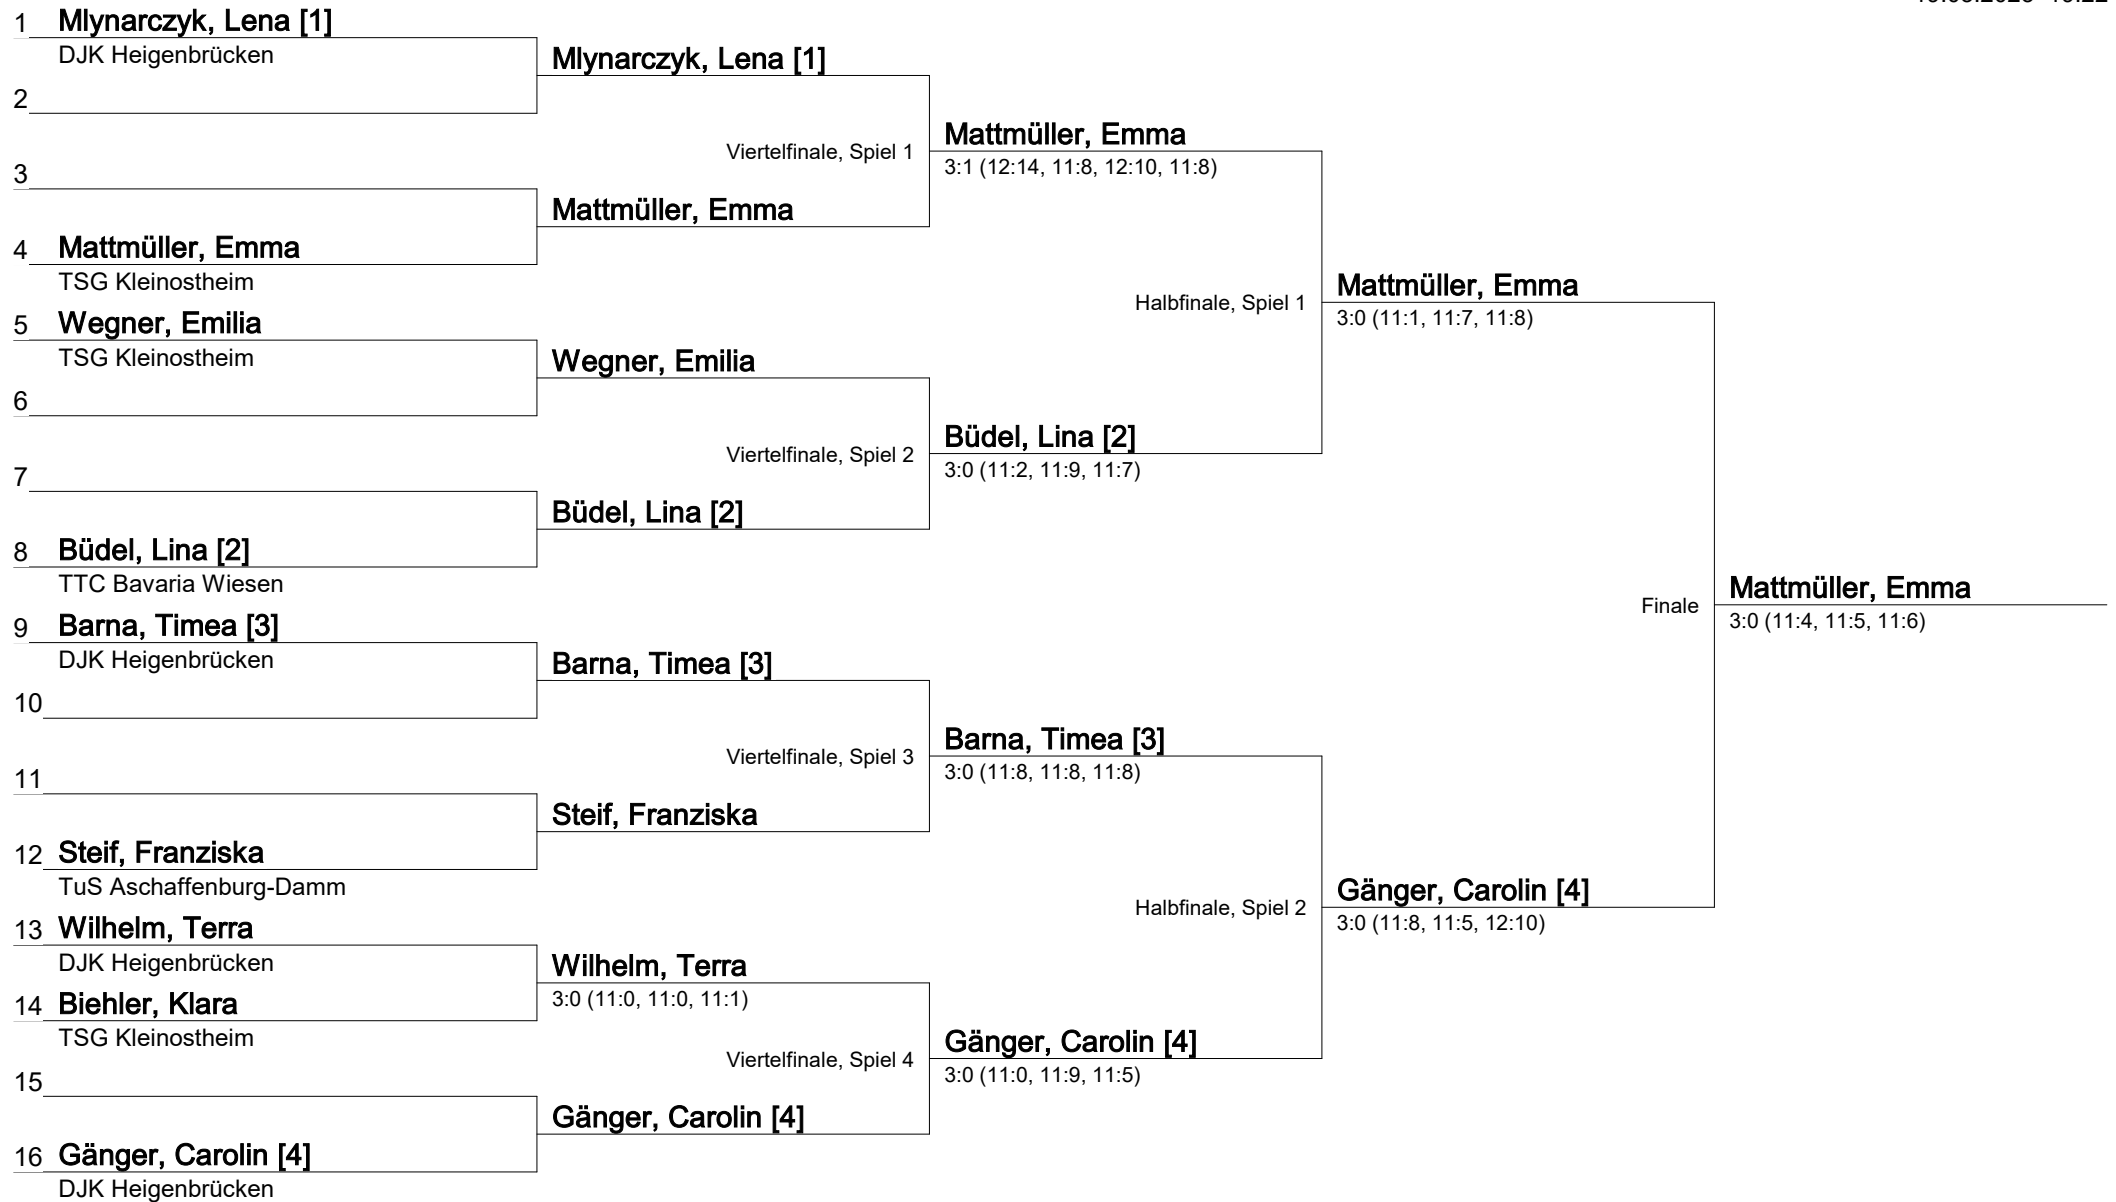 1 Mlynarczyk, Lena [1]
DJK Heigenbrücken
Mlynarczyk, Lena [1]
2
Viertelfinale, Spiel 1
Mattmüller, Emma
3:1 (12:14, 11:8, 12:10, 11:8)
3
Mattmüller, Emma
4 Mattmüller, Emma
TSG Kleinostheim
Halbfinale, Spiel 1
Mattmüller, Emma
3:0 (11:1, 11:7, 11:8)
5 Wegner, Emilia
TSG Kleinostheim
Wegner, Emilia
6
Viertelfinale, Spiel 2
Büdel, Lina [2]
3:0 (11:2, 11:9, 11:7)
7
Büdel, Lina [2]
8 Büdel, Lina [2]
TTC Bavaria Wiesen
Finale
Mattmüller, Emma
3:0 (11:4, 11:5, 11:6)
9 Barna, Timea [3]
DJK Heigenbrücken
Barna, Timea [3]
10
Viertelfinale, Spiel 3
Barna, Timea [3]
3:0 (11:8, 11:8, 11:8)
11
Steif, Franziska
12 Steif, Franziska
TuS Aschaffenburg-Damm
Halbfinale, Spiel 2
Gänger, Carolin [4]
3:0 (11:8, 11:5, 12:10)
13 Wilhelm, Terra
DJK Heigenbrücken
Wilhelm, Terra
3:0 (11:0, 11:0, 11:1)
14 Biehler, Klara
TSG Kleinostheim
Viertelfinale, Spiel 4
Gänger, Carolin [4]
3:0 (11:0, 11:9, 11:5)
15
Gänger, Carolin [4]
16 Gänger, Carolin [4]
DJK Heigenbrücken